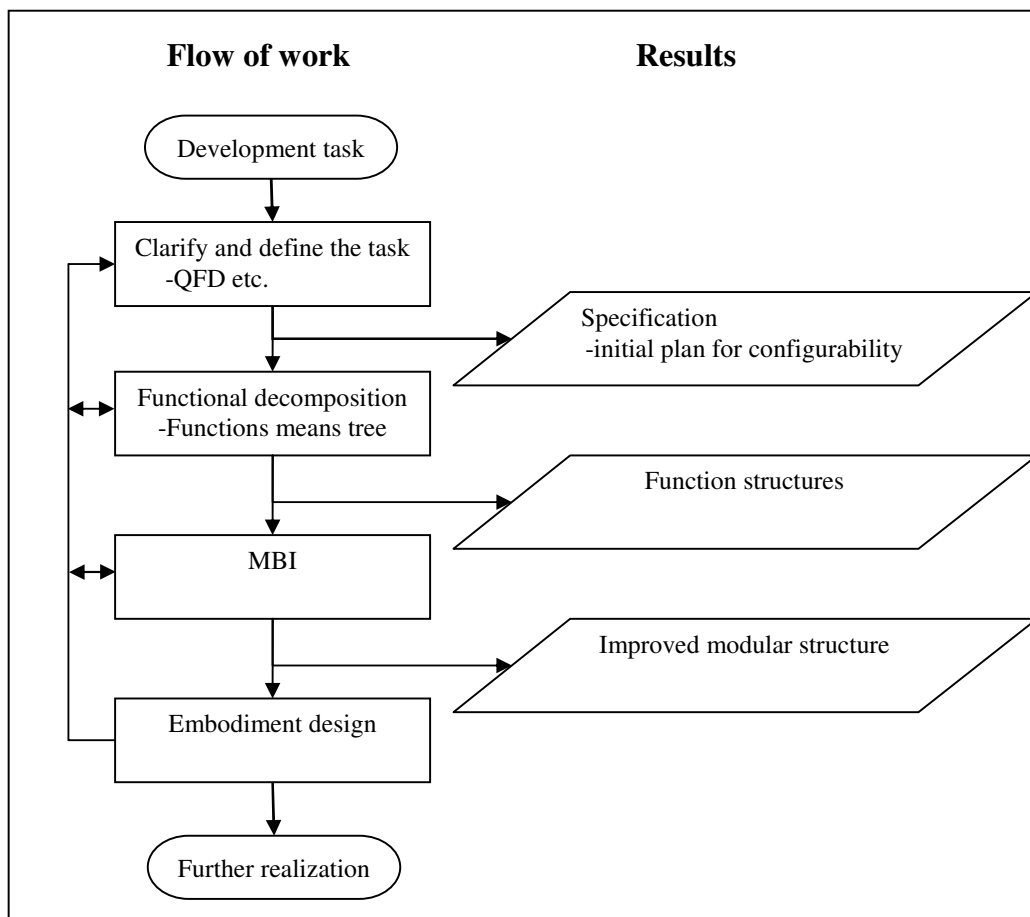 Flow of work
Results
Development task
Clarify and define the task
-QFD etc.
Specification
-initial plan for configurability
Functional decomposition
-Functions means tree
Function structures
MBI
Improved modular structure
Embodiment design
Further realization